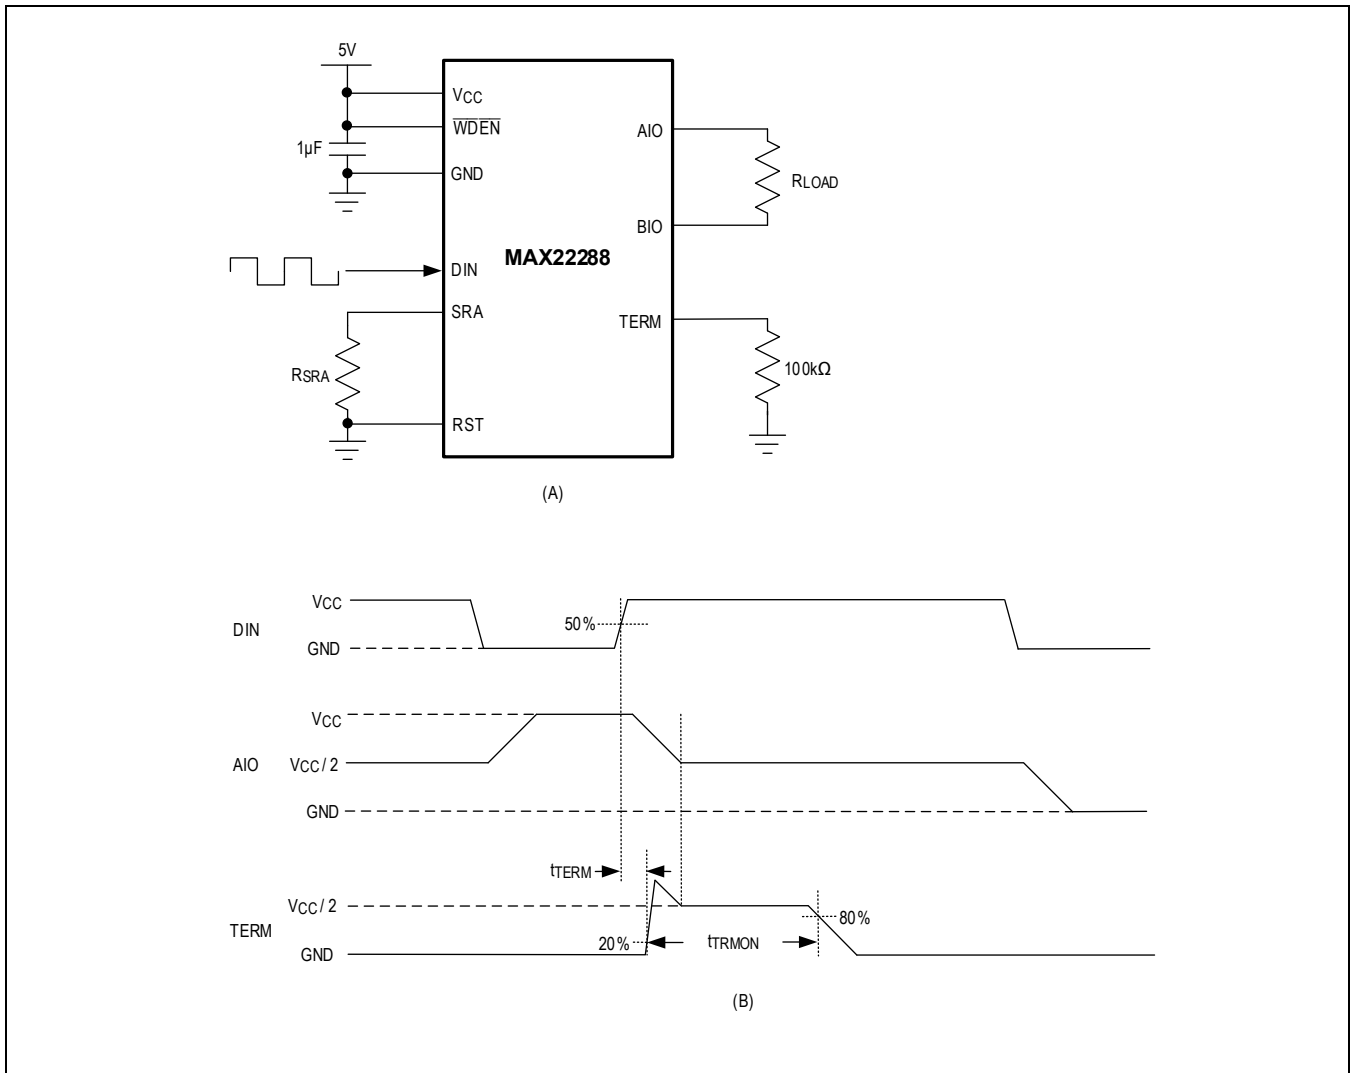 5V
VCC
WDEN
AIO
1µF
GND
RLOAD
BIO
MAX22288
DIN
SRA
TERM
RSRA
100kΩ
RST
(A)
VCC
50%
DIN
GND
VCC
AIO VCC/2
GND
tTERM
VCC/2
80%
TERM
20% tTRMON
GND
(B)